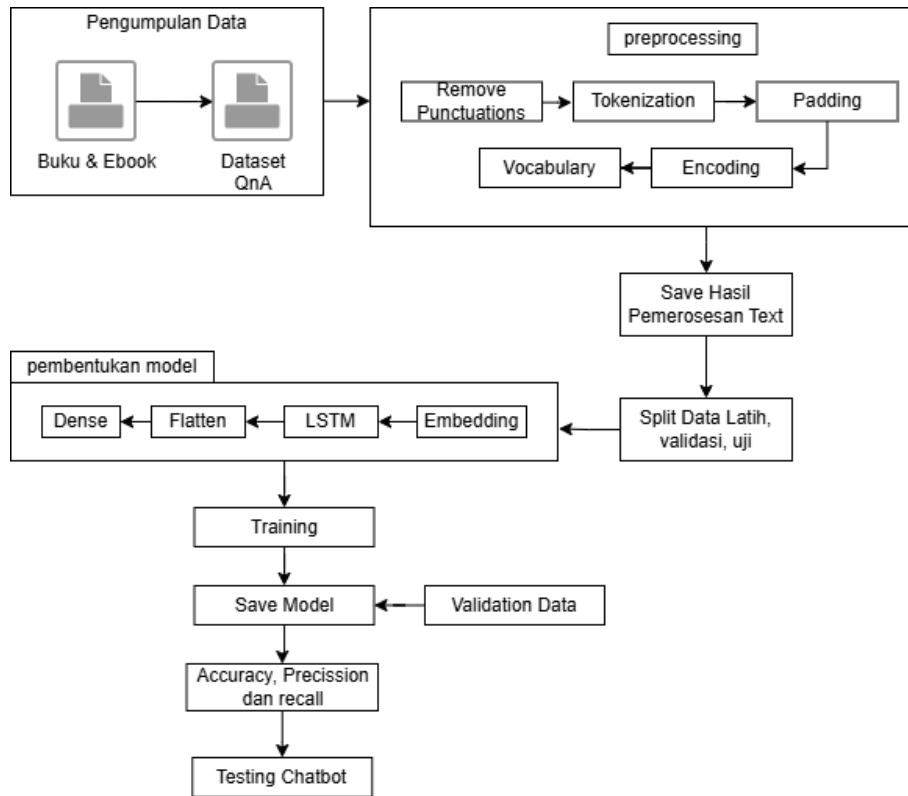 Pengumpulan Data
Buku & Ebook
Dataset
QnA
preprocessing
Remove
Punctuations
Tokenization
Padding
Vocabulary
Encoding
Save Hasil
Pemerosesan Text
Split Data Latih,
validasi, uji
pembentukan model
Dense
Flatten
LSTM
Embedding
Training
Save Model
Validation Data
Accuracy, Precission
dan recall
Testing Chatbot